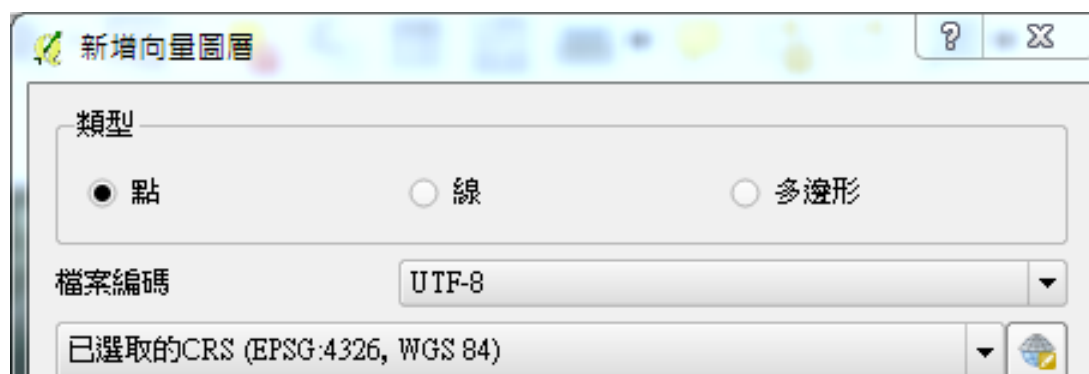 新增向量圖層
類型
點 線 多邊形
檔案編碼 UTF-8
已選取的CRS (EPSG:4326, WGS 84)